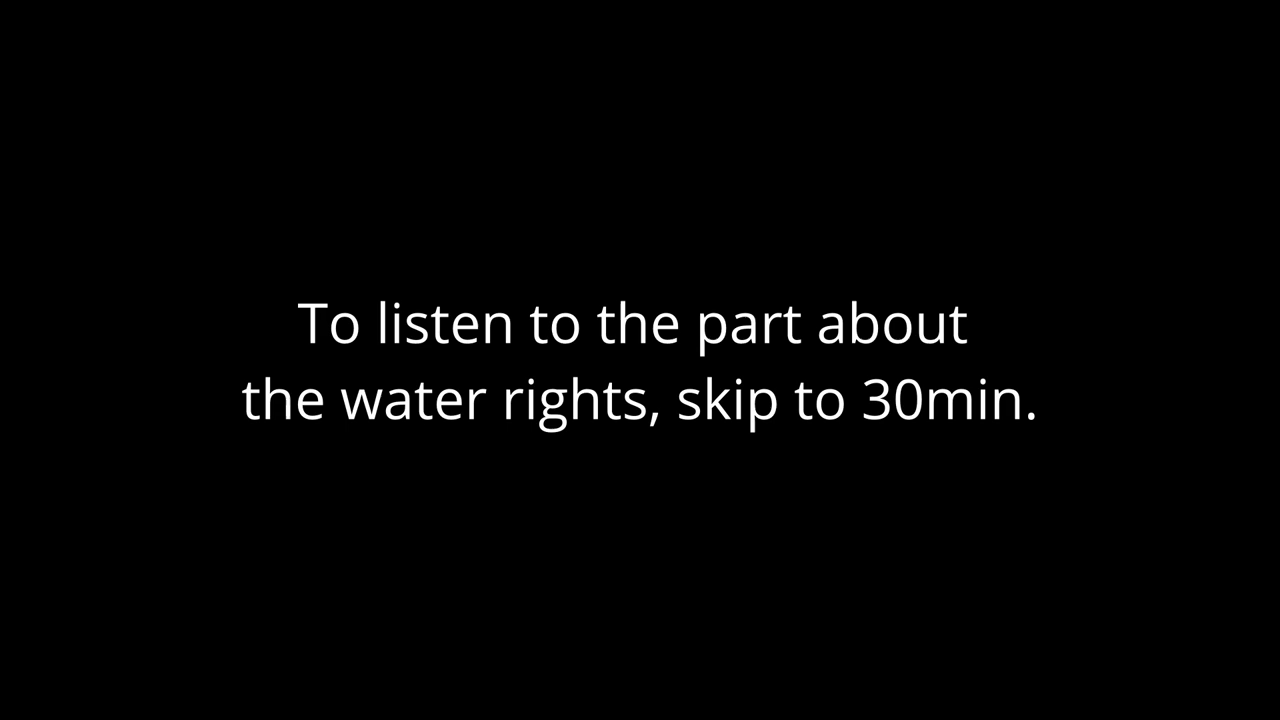 To listen to the part about
the water rights, skip to 30min.